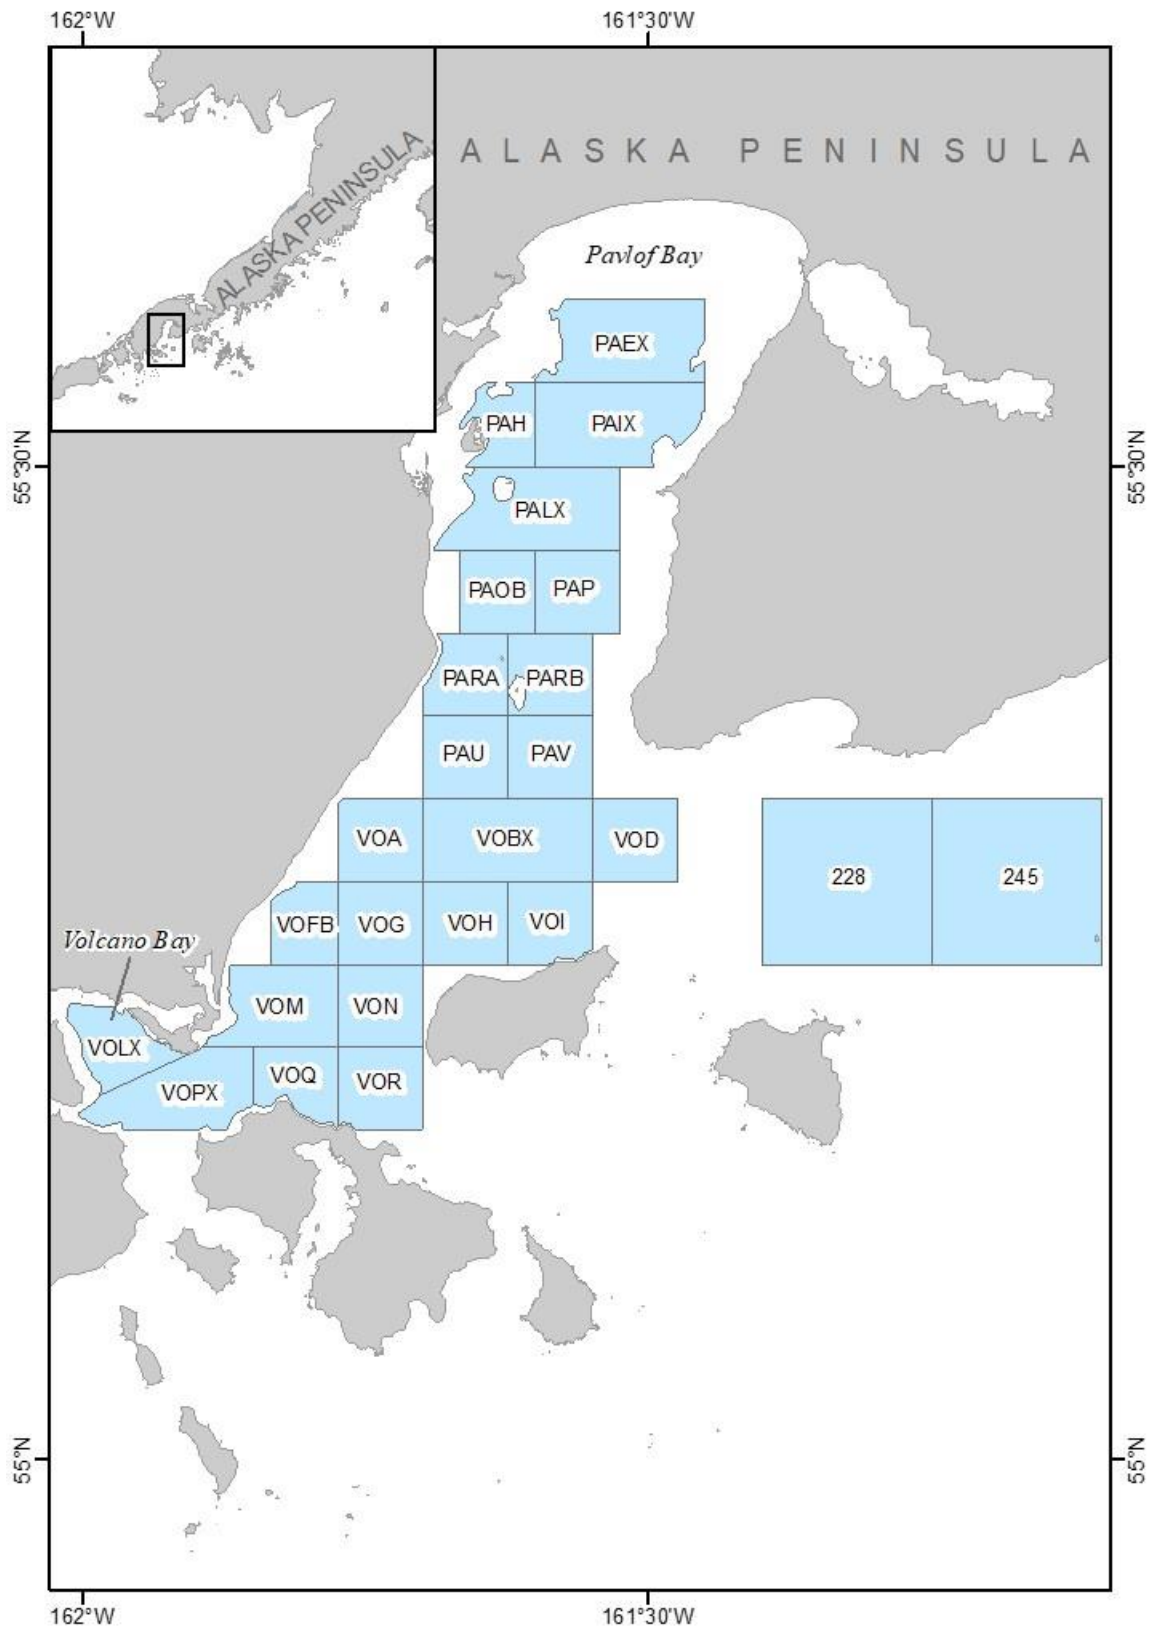 162°W 161°30'W
ALASKA PENINSULA
ALASKA PENINSULA
Pavlof Bay
PAEX
PAH PAIX
55°30'N 55°30'N
PALX
PAOB PAP
PARA PARB
PAU PAV
VOA VOBX VOD
228 245
VOFB VOG VOH VOI
Volcano Bay
VOM VON
VOLX
VOPX VOQ VOR
55°N 55°N
162°W 161°30'W